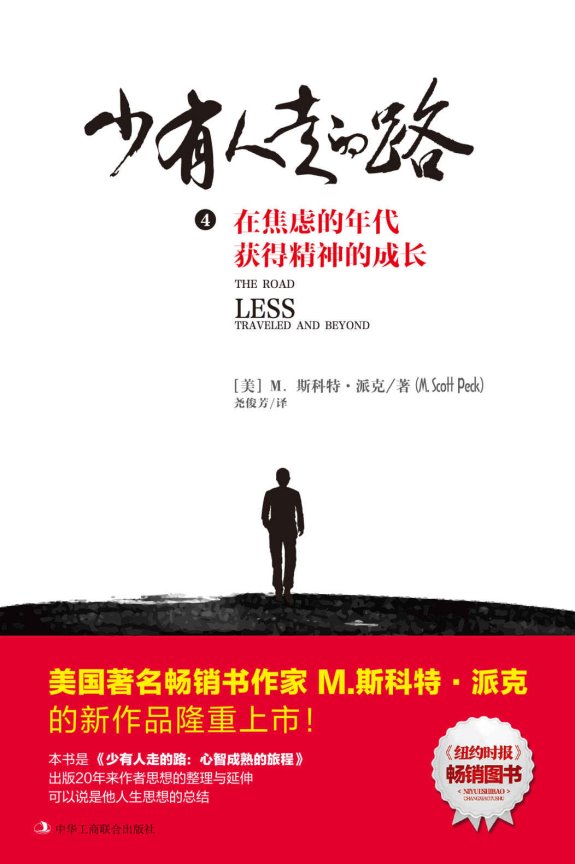 少有人走的路
4 在焦虑的年代
获得精神的成长
THE ROAD
LESS
TRAVELED AND BEYOND
[美] M. 斯科特·派克/著 (M. Scott Peck)
尧俊芳/译
美国著名畅销书作家 M.斯科特·派克
的新作品隆重上市!
本书是《少有人走的路:心智成熟的旅程》
出版20年来作者思想的整理与延伸
可以说是他人生思想的总结
《纽约时报》
畅销图书
NIYUESHIBAO
CHANGXIAOTUSHU
中华工商联合出版社